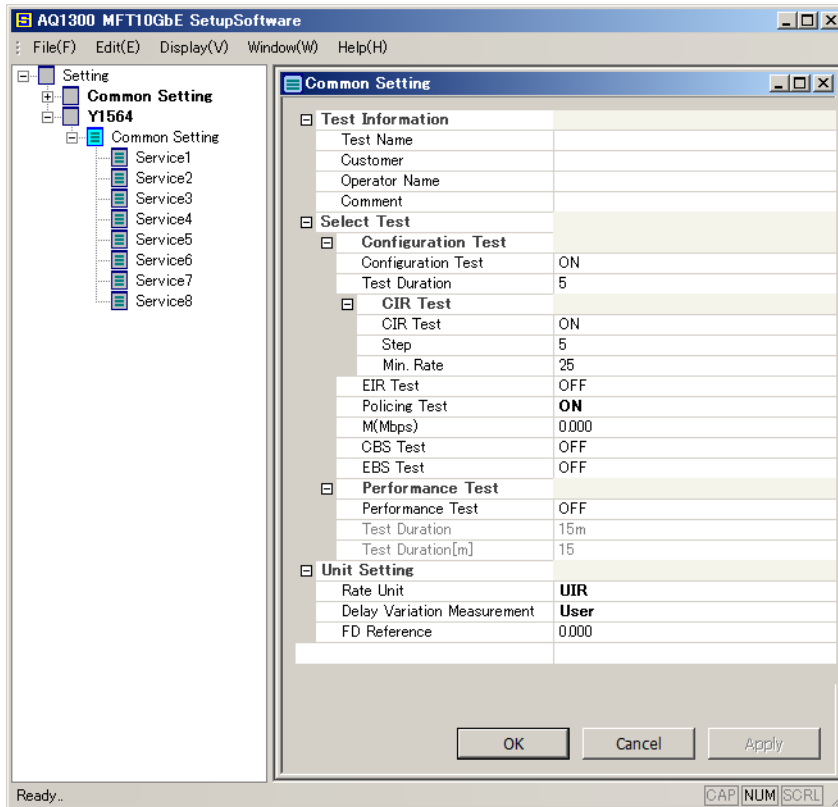 AQ1300 MFT10GbE SetupSoftware
File(F) Edit(E) Display(V) Window(W) Help(H)
Setting
Common Setting
Y1564
Common Setting
Service1
Service2
Service3
Service4
Service5
Service6
Service7
Service8
Common Setting
Test Information
Test Name
Customer
Operator Name
Comment
Select Test
Configuration Test
Configuration Test ON
Test Duration 5
CIR Test
CIR Test ON
Step 5
Min. Rate 25
EIR Test OFF
Policing Test ON
M(Mbps) 0.000
CBS Test OFF
EBS Test OFF
Performance Test
Performance Test OFF
Test Duration 15m
Test Duration[m] 15
Unit Setting
Rate Unit UIR
Delay Variation Measurement User
FD Reference 0.000
OK Cancel Apply
Ready.. CAP NUM SCRL